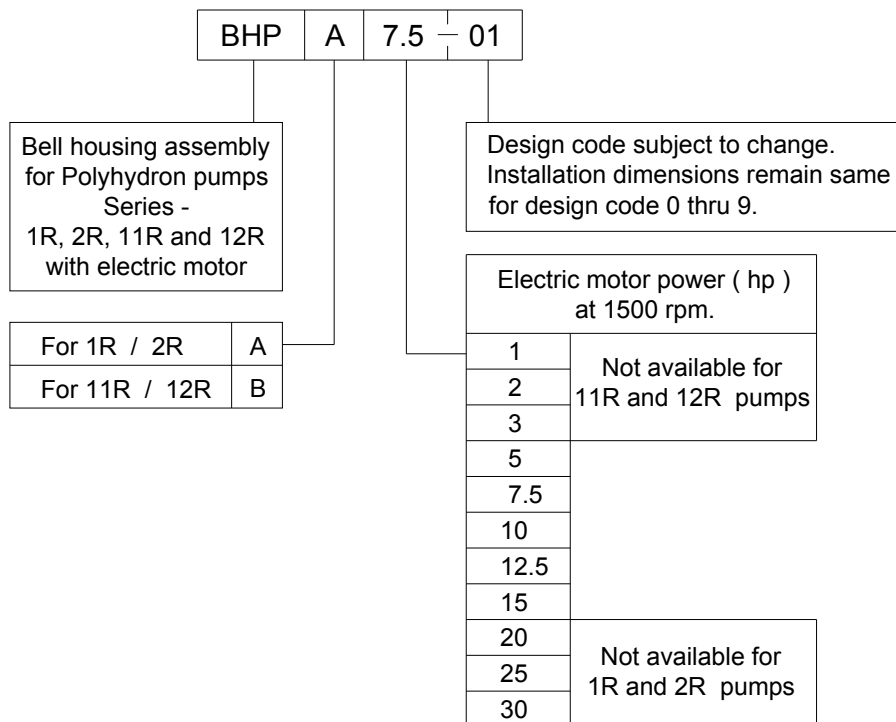 BHP A 7.5 – 01
Bell housing assembly
for Polyhydron pumps
Series -
1R, 2R, 11R and 12R
with electric motor
For 1R / 2R A
For 11R / 12R B
Design code subject to change.
Installation dimensions remain same
for design code 0 thru 9.
Electric motor power ( hp )
at 1500 rpm.
1
2
3
Not available for
11R and 12R pumps
5
7.5
10
12.5
15
20
25
30
Not available for
1R and 2R pumps